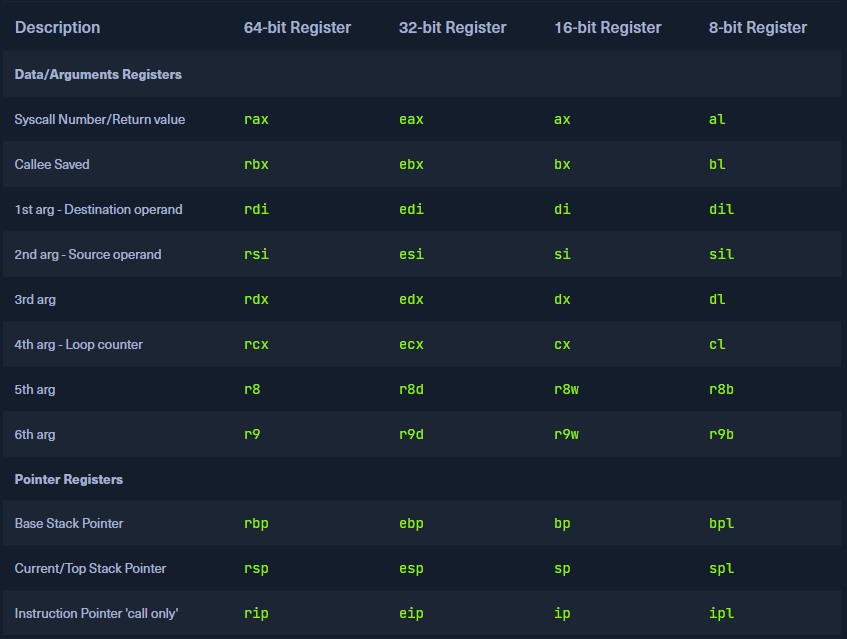 Description 64-bit Register 32-bit Register 16-bit Register 8-bit Register
Data/Arguments Registers
Syscall Number/Return value rax eax ax al
Callee Saved rbx ebx bx bl
1st arg - Destination operand rdi edi di dil
2nd arg - Source operand rsi esi si sil
3rd arg rdx edx dx dl
4th arg - Loop counter rcx ecx cx cl
5th arg r8 r8d r8w r8b
6th arg r9 r9d r9w r9b
Pointer Registers
Base Stack Pointer rbp ebp bp bpl
Current/Top Stack Pointer rsp esp sp spl
Instruction Pointer 'call only' rip eip ip ipl